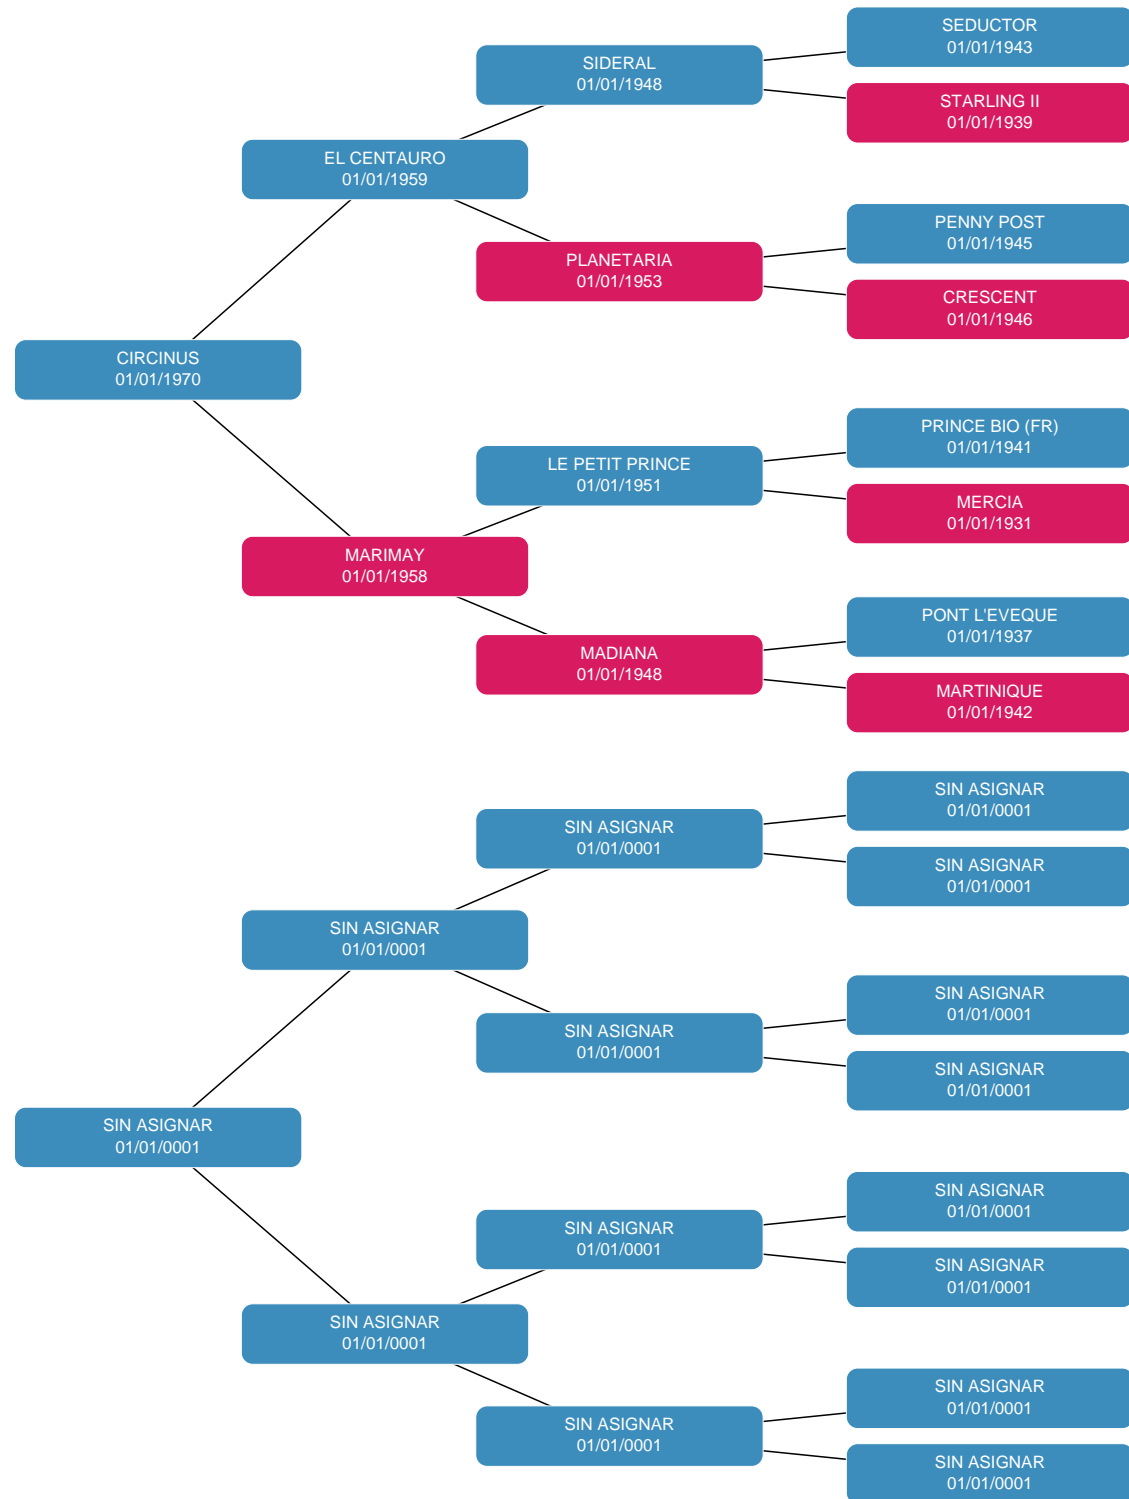 SEDUCTOR
01/01/1943
SIDERAL
01/01/1948
STARLING II
01/01/1939
EL CENTAURO
01/01/1959
PENNY POST
01/01/1945
PLANETARIA
01/01/1953
CRESCENT
01/01/1946
CIRCINUS
01/01/1970
PRINCE BIO (FR)
01/01/1941
LE PETIT PRINCE
01/01/1951
MERCIA
01/01/1931
MARIMAY
01/01/1958
PONT L'EVEQUE
01/01/1937
MADIANA
01/01/1948
MARTINIQUE
01/01/1942
SIN ASIGNAR
01/01/0001
SIN ASIGNAR
01/01/0001
SIN ASIGNAR
01/01/0001
SIN ASIGNAR
01/01/0001
SIN ASIGNAR
01/01/0001
SIN ASIGNAR
01/01/0001
SIN ASIGNAR
01/01/0001
SIN ASIGNAR
01/01/0001
SIN ASIGNAR
01/01/0001
SIN ASIGNAR
01/01/0001
SIN ASIGNAR
01/01/0001
SIN ASIGNAR
01/01/0001
SIN ASIGNAR
01/01/0001
SIN ASIGNAR
01/01/0001
SIN ASIGNAR
01/01/0001